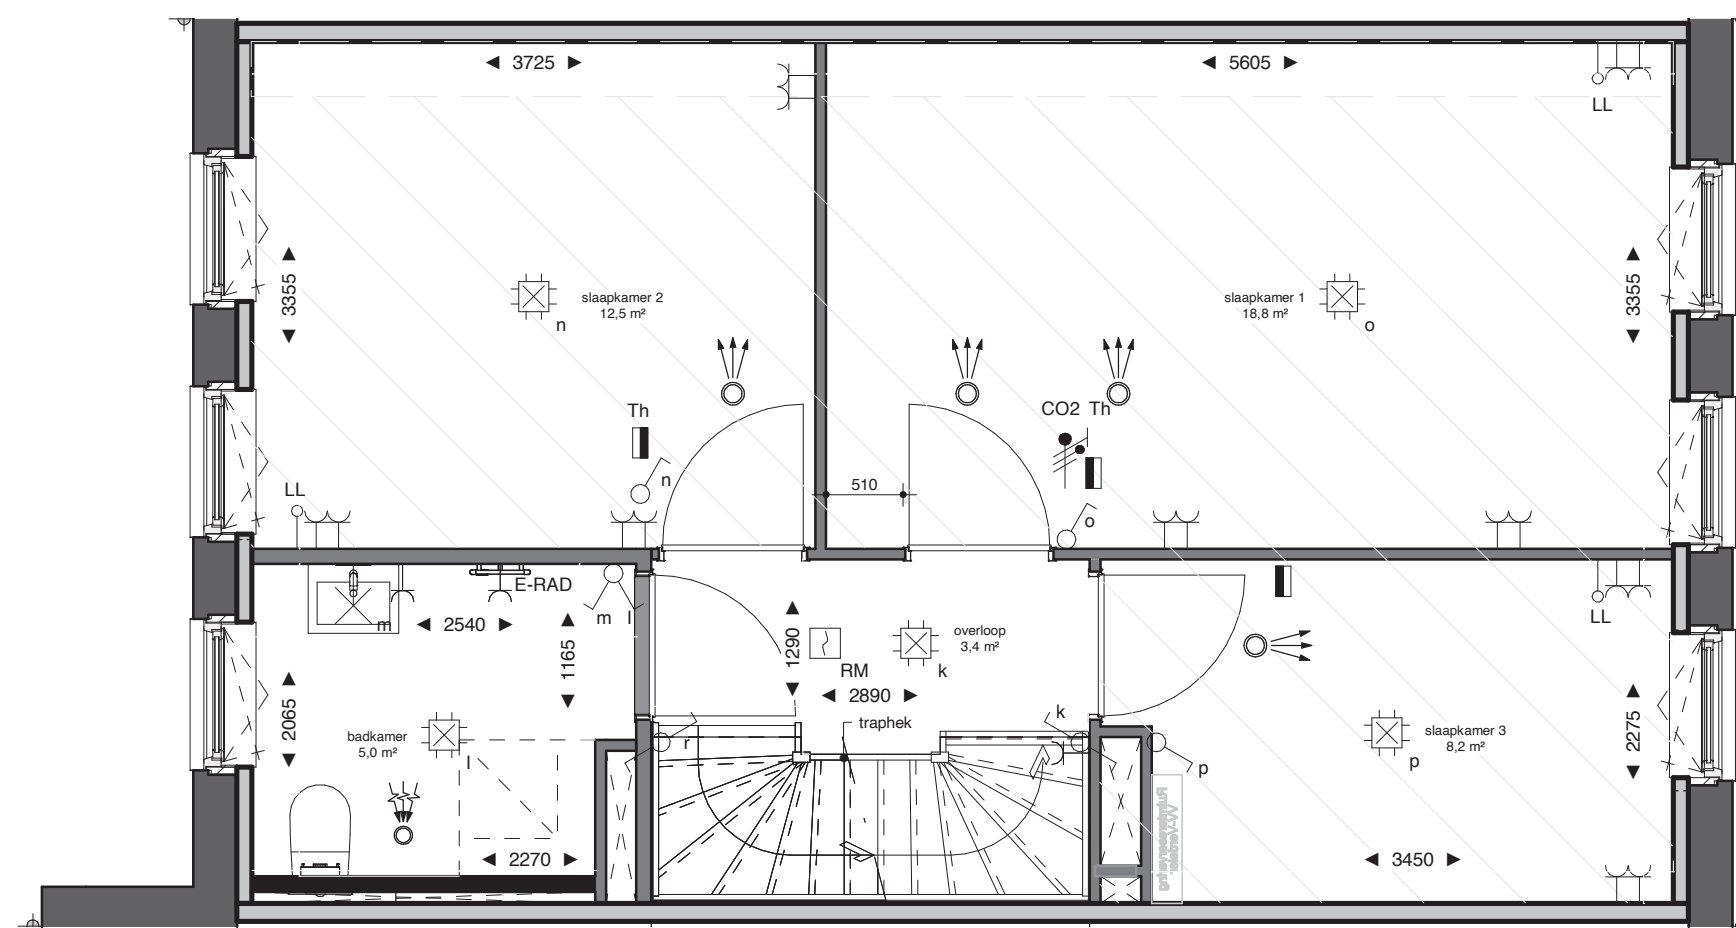 3725
5605
LL
3355
slaapkamer 2
12,5 m²
n
slaapkamer 1
18,8 m²
o
3355
Th
n
CO2 Th
510
o
LL
E-RAD
m
2540
m l
1165
1290
RM
overloop
3,4 m²
k
2890
LL
2065
badkamer
5,0 m²
l
r
traphek
k
p
slaapkamer 3
8,2 m²
p
2275
Ruimtereservering
W-Verdeler.
2270
3450